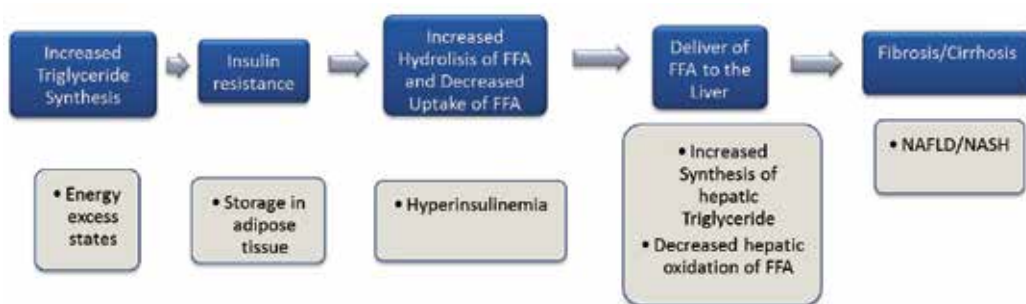 Increased
Triglyceride
Synthesis
Insulin
resistance
Increased
Hydrolisis of FFA
and Decreased
Uptake of FFA
Deliver of
FFA to the
Liver
Fibrosis/Cirrhosis
• Energy
excess
states
• Storage in
adipose
tissue
• Hyperinsulinemia
• Increased
Synthesis of
hepatic
Triglyceride
• Decreased hepatic
oxidation of FFA
• NAFLD/NASH